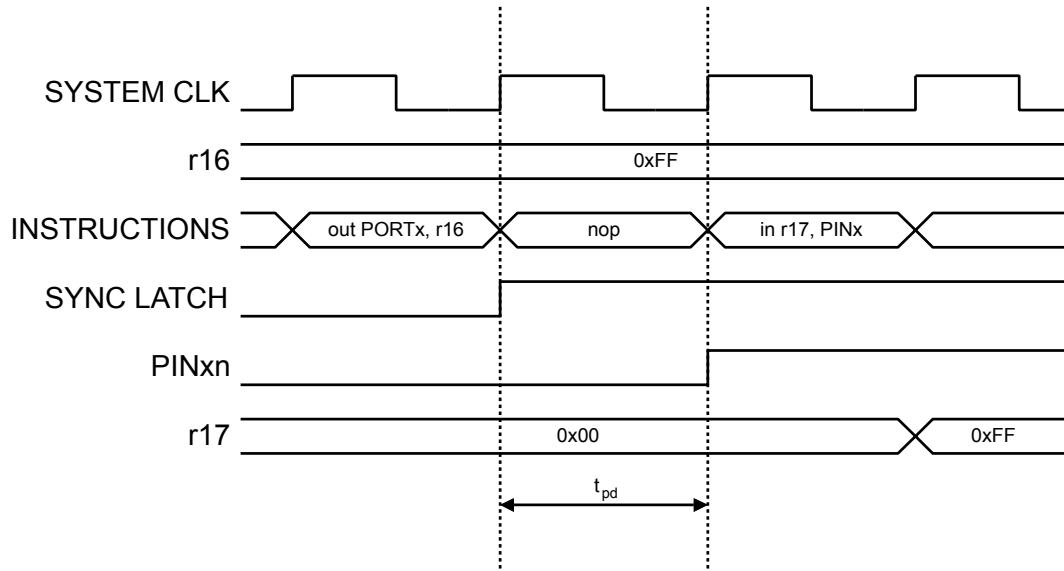 SYSTEM CLK
r16
0xFF
INSTRUCTIONS
out PORTx, r16
nop
in r17, PINx
SYNC LATCH
PINxn
r17
0x00
0xFF
tpd